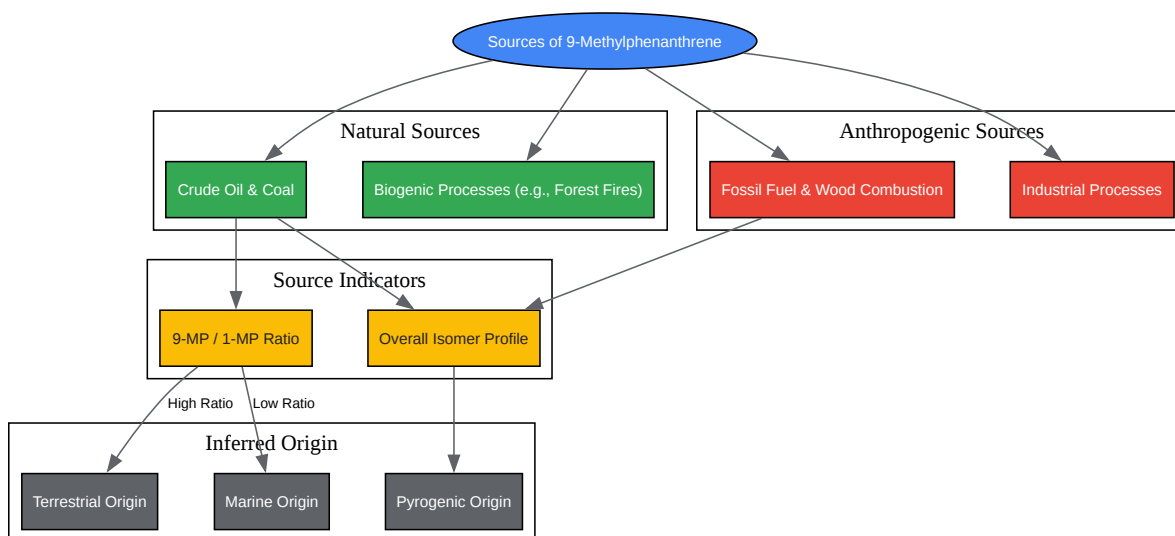 Sources of 9-Methylphenanthrene
Natural Sources
Anthropogenic Sources
Crude Oil & Coal
Biogenic Processes (e.g., Forest Fires)
Fossil Fuel & Wood Combustion
Industrial Processes
Source Indicators
9-MP / 1-MP Ratio
Overall Isomer Profile
High Ratio
Low Ratio
Inferred Origin
Terrestrial Origin
Marine Origin
Pyrogenic Origin